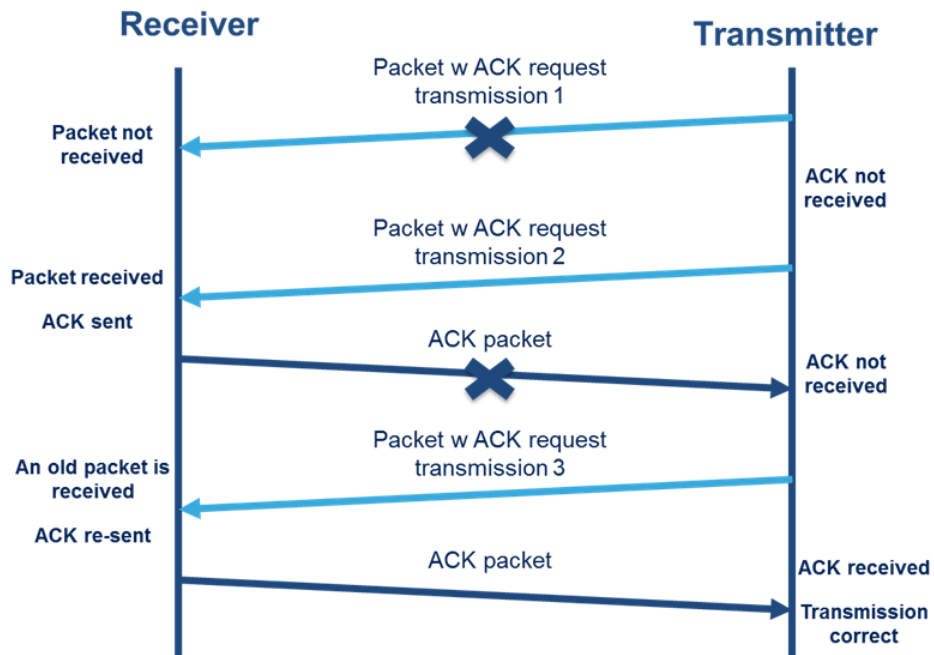 Receiver
Transmitter
Packet w ACK request
transmission 1
Packet not
received
ACK not
received
Packet w ACK request
transmission 2
Packet received
ACK sent
ACK packet
ACK not
received
Packet w ACK request
transmission 3
An old packet is
received
ACK re-sent
ACK packet
ACK received
Transmission
correct